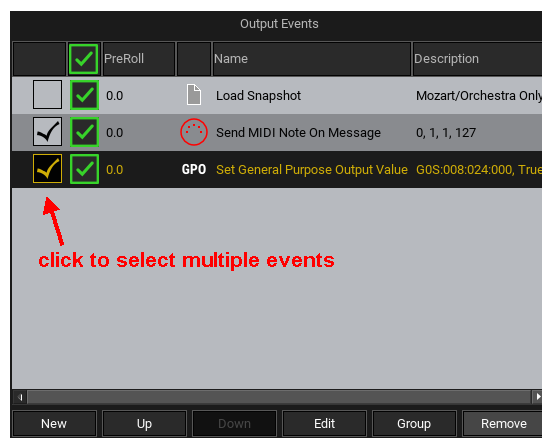 Output Events
PreRoll Name Description
0.0 Load Snapshot Mozart/Orchestra Only
0.0 Send MIDI Note On Message 0, 1, 1, 127
0.0 GPO Set General Purpose Output Value G0S:008:024:000, True
click to select multiple events
New Up Down Edit Group Remove